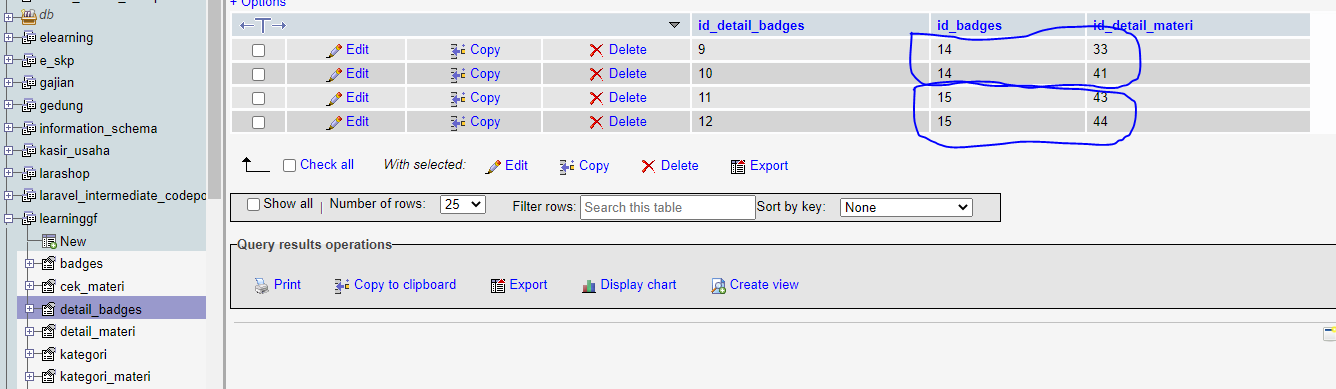 + Options
db
elearning
e_skp
gajian
gedung
information_schema
kasir_usaha
larashop
laravel_intermediate_codepo
learninggf
New
badges
cek_materi
detail_badges
detail_materi
kategori
kategori_materi
id_detail_badges id_badges id_detail_materi
Edit Copy Delete 9 14 33
Edit Copy Delete 10 14 41
Edit Copy Delete 11 15 43
Edit Copy Delete 12 15 44
Check all With selected: Edit Copy Delete Export
Show all | Number of rows: 25 Filter rows: Search this table Sort by key: None
Query results operations
Print Copy to clipboard Export Display chart Create view